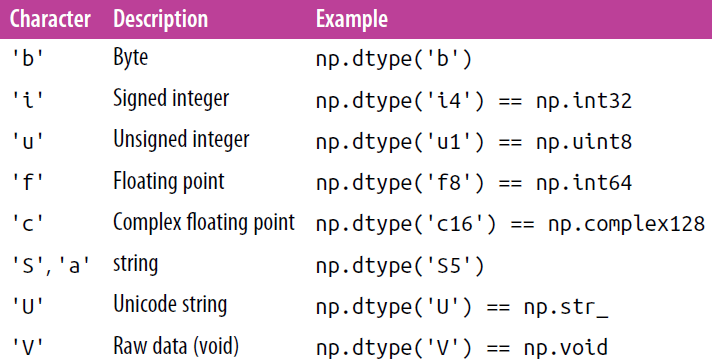 Character Description Example
'b' Byte np.dtype('b')
'i' Signed integer np.dtype('i4') == np.int32
'u' Unsigned integer np.dtype('u1') == np.uint8
'f' Floating point np.dtype('f8') == np.int64
'c' Complex floating point np.dtype('c16') == np.complex128
'S', 'a' string np.dtype('S5')
'U' Unicode string np.dtype('U') == np.str_
'V' Raw data (void) np.dtype('V') == np.void